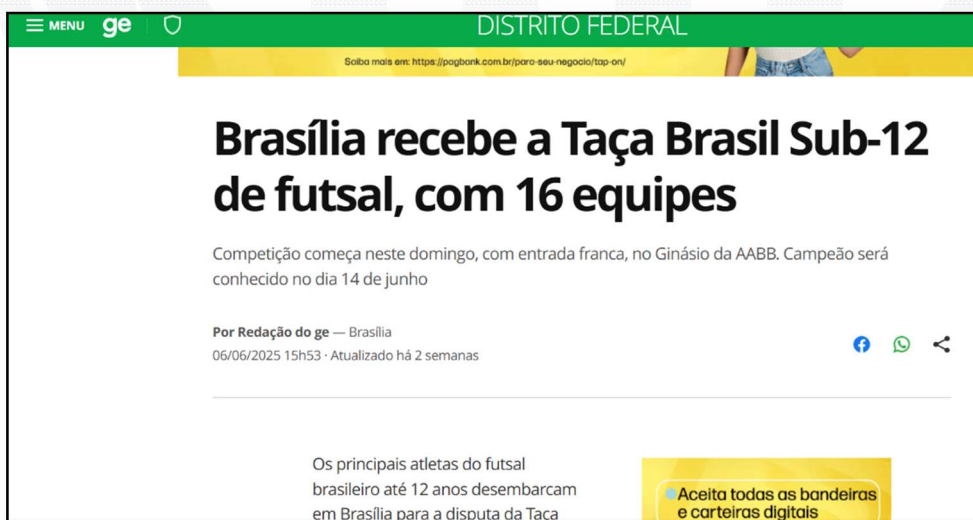 MENU ge DISTRITO FEDERAL
Saiba mais em: https://pagbank.com.br/para-seu-negocio/tap-on/
Brasília recebe a Taça Brasil Sub-12
de futsal, com 16 equipes
Competição começa neste domingo, com entrada franca, no Ginásio da AABB. Campeão será
conhecido no dia 14 de junho
Por Redação do ge — Brasília
06/06/2025 15h53 · Atualizado há 2 semanas
Os principais atletas do futsal
brasileiro até 12 anos desembarcam
em Brasília para a disputa da Taça
Aceita todas as bandeiras
e carteiras digitais